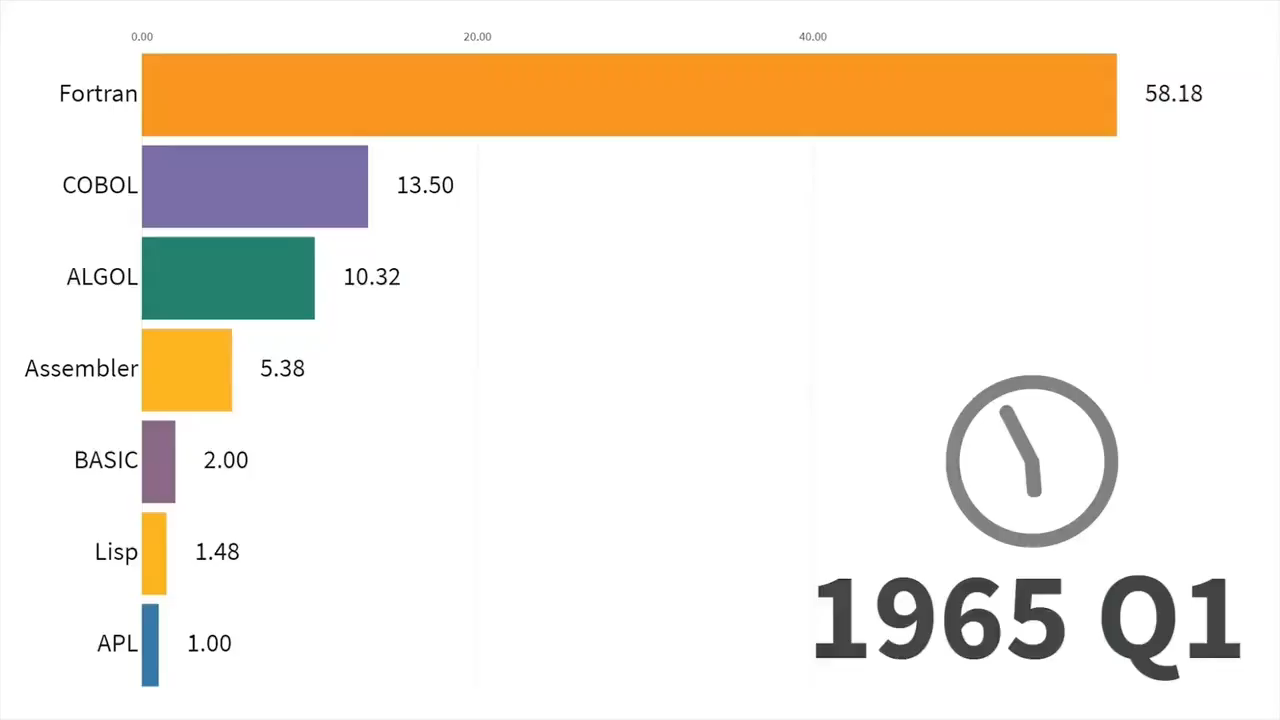 0.00 20.00 40.00
Fortran 58.18
COBOL 13.50
ALGOL 10.32
Assembler 5.38
BASIC 2.00
Lisp 1.48
APL 1.00
1965 Q1